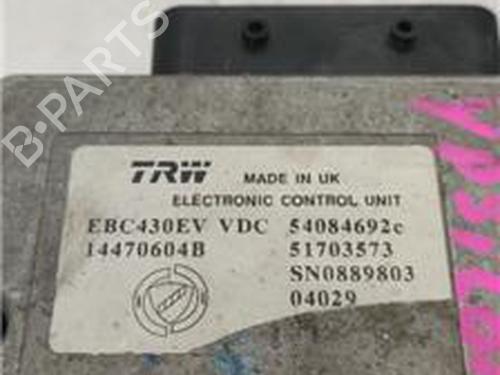 B-PARTS
TRW MADE IN UK
ELECTRONIC CONTROL UNIT
EBC430EV VDC 54084692c
14470604B 51703573
SN0889803
04029